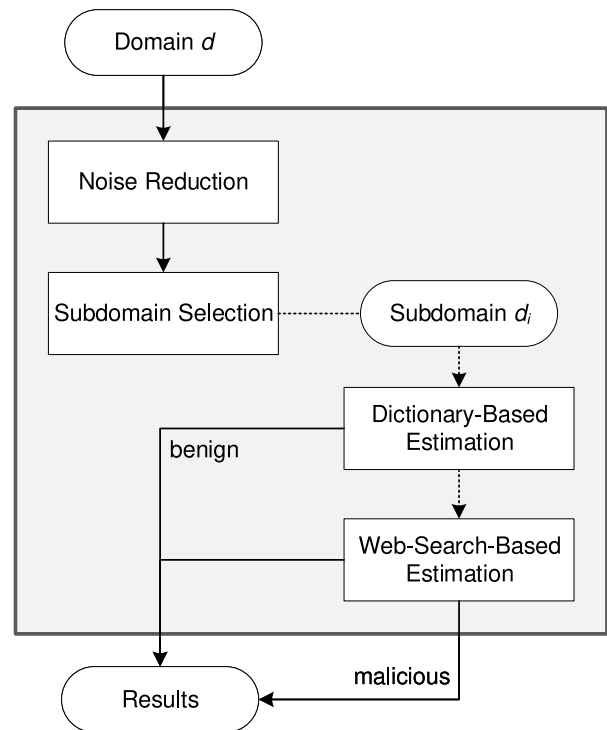 Domain d
Noise Reduction
Subdomain Selection
Subdomain di
Dictionary-Based
Estimation
benign
Web-Search-Based
Estimation
malicious
Results